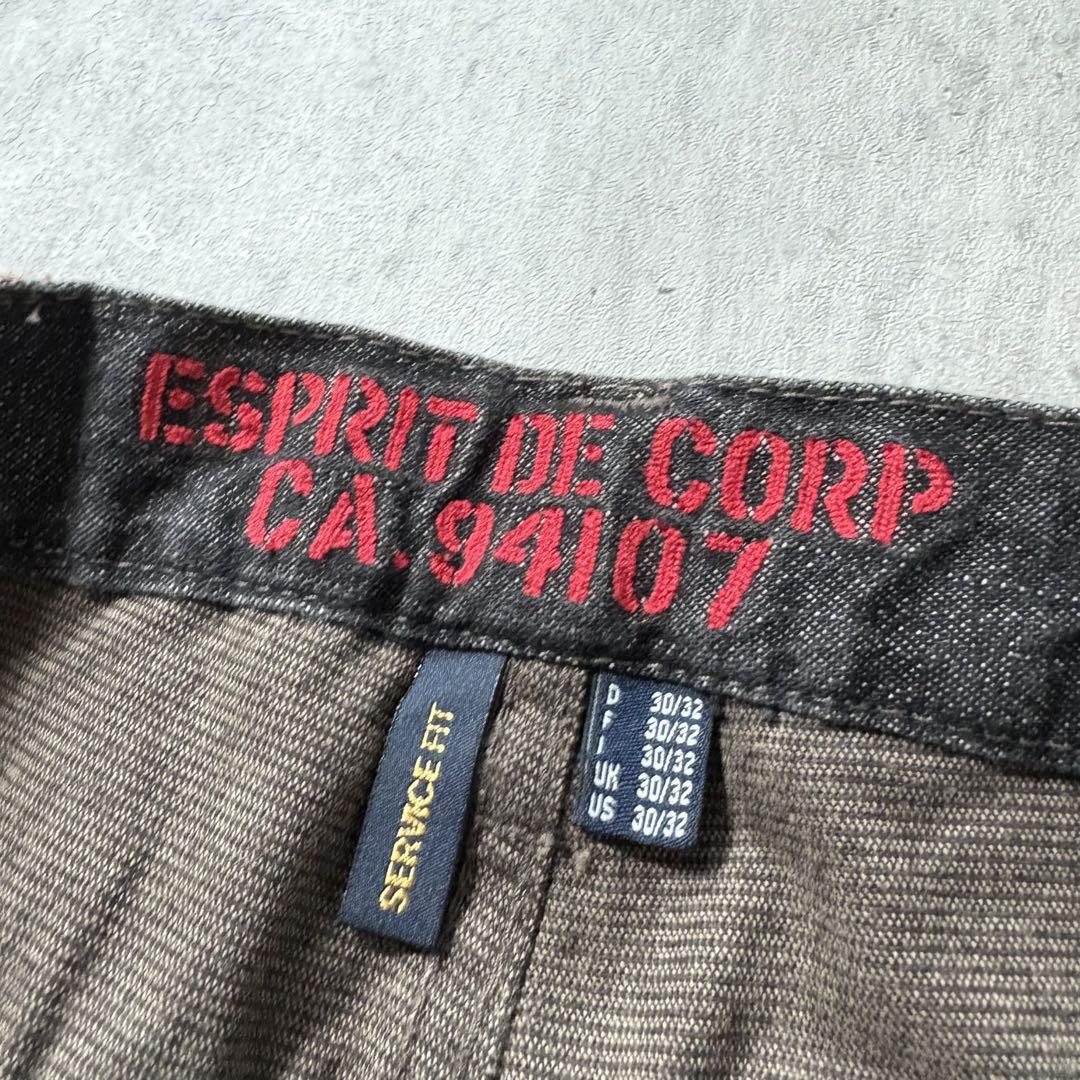 ESPRIT DE CORP
CA. 94107
SERVICE FIT
D 30/32
F 30/32
I 30/32
UK 30/32
US 30/32